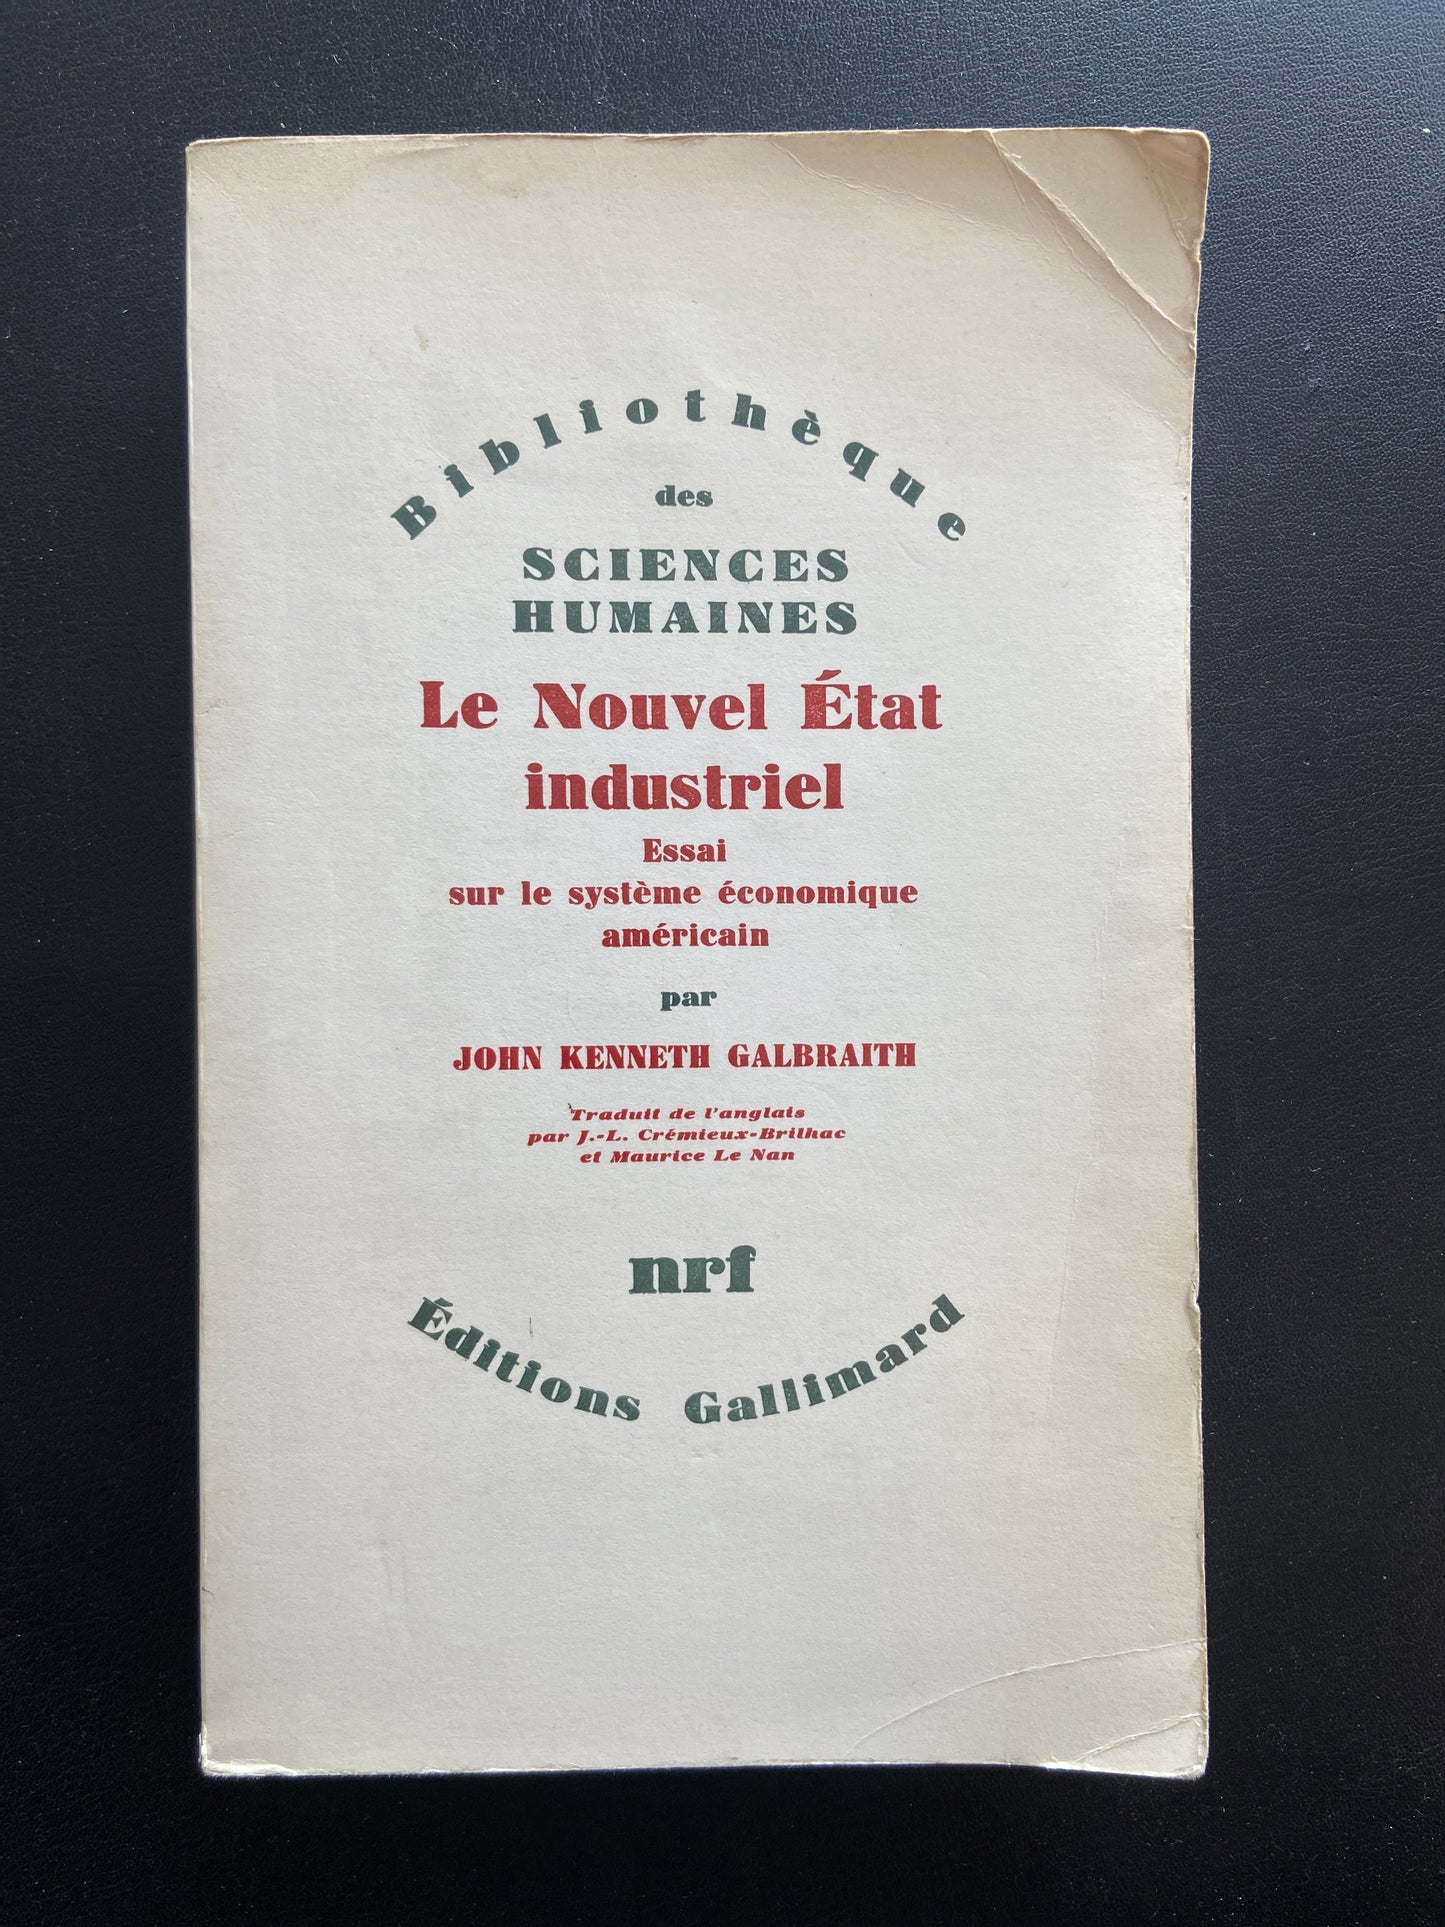 Bibliothèque
des
SCIENCES
HUMAINES
Le Nouvel État
industriel
Essai
sur le système économique
américain
par
JOHN KENNETH GALBRAITH
Traduit de l'anglais
par J.-L. Crémieux-Brilhac
et Maurice Le Nan
nrf
Éditions Gallimard